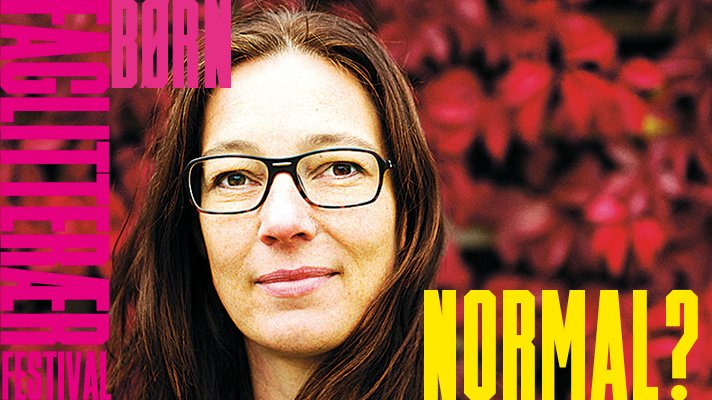 BØRN
FAGLITTERÆR
FESTIVAL
NORMAL?